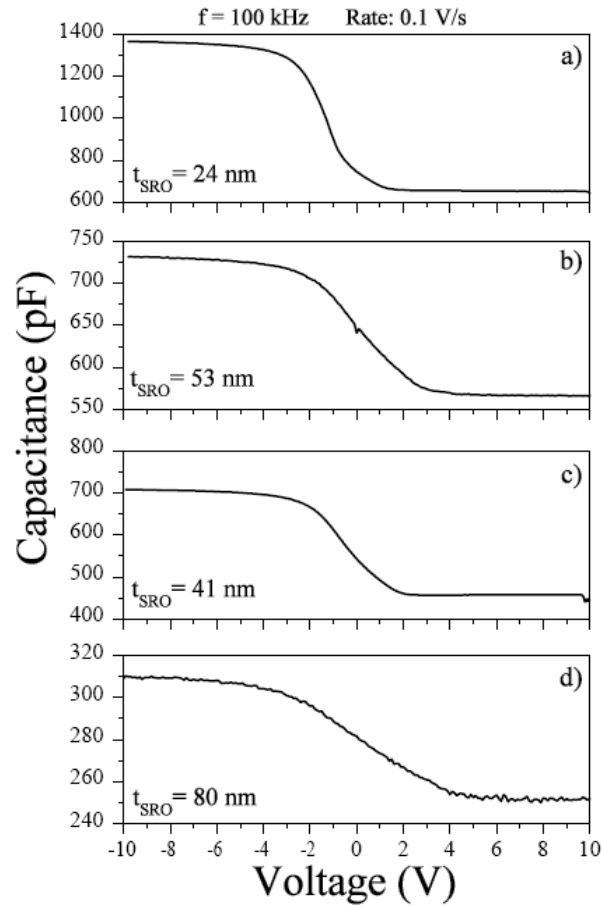 f = 100 kHz Rate: 0.1 V/s
1400
1200
1000
800
600
a)
t_SRO = 24 nm
750
700
650
600
550
b)
t_SRO = 53 nm
Capacitance (pF)
800
700
600
500
400
c)
t_SRO = 41 nm
320
300
280
260
240
d)
t_SRO = 80 nm
-10 -8 -6 -4 -2 0 2 4 6 8 10
Voltage (V)